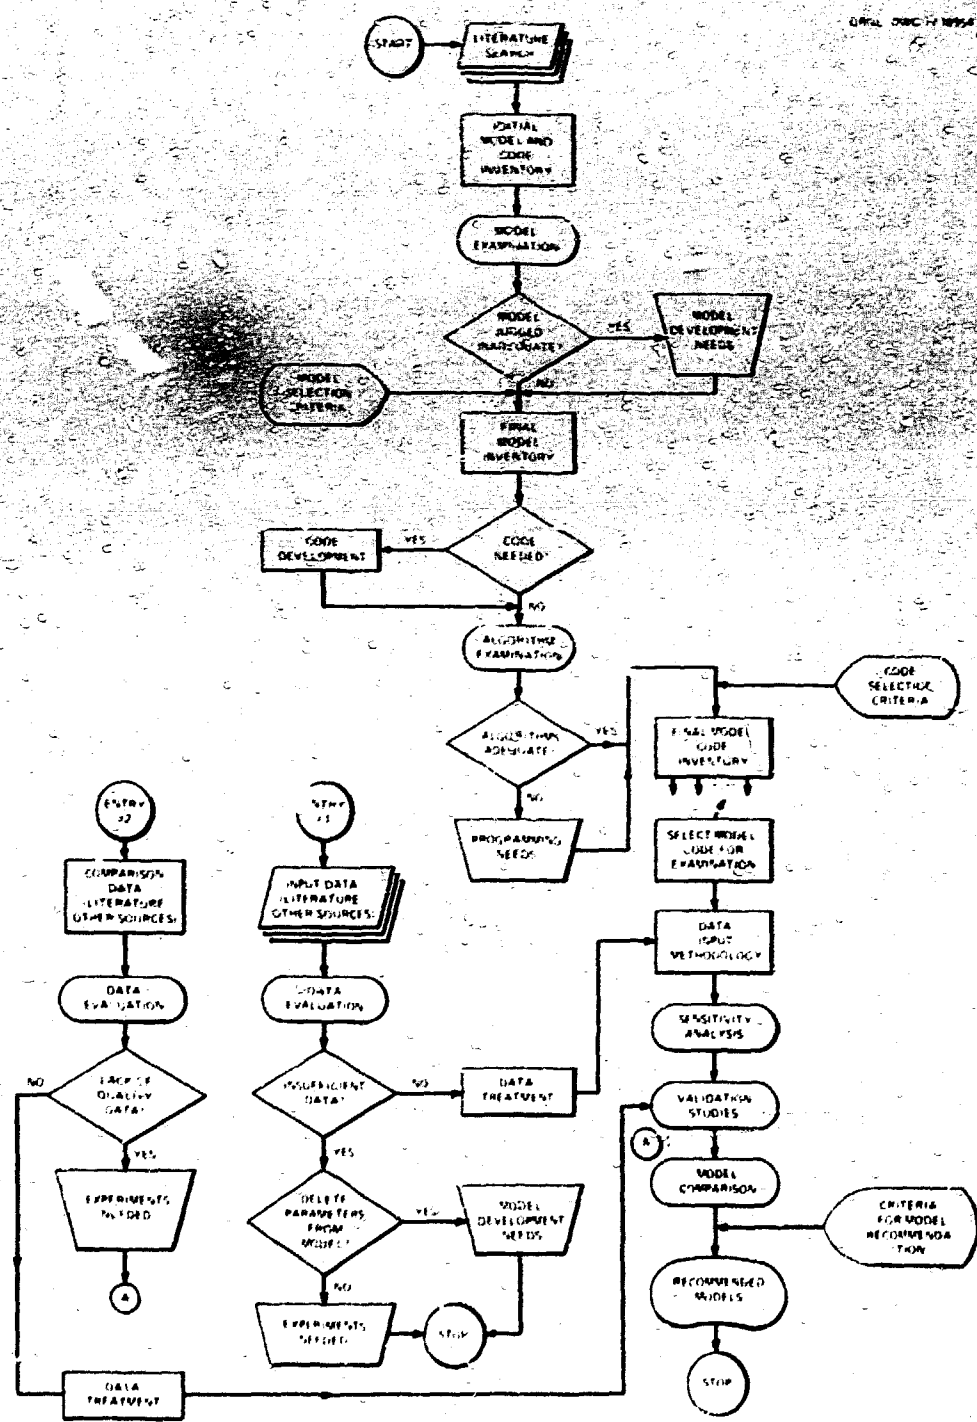 START
LITERATURE
SEARCH
INITIAL
MODEL AND
CODE
INVENTORY
MODEL
EXAMINATION
MODEL
JUDGED
INADEQUATE?
YES
MODEL
DEVELOPMENT
NEEDS
NO
MODEL
SELECTION
CRITERIA
FINAL
MODEL
INVENTORY
CODE
NEEDED?
YES
CODE
DEVELOPMENT
NO
ALGORITHM
EXAMINATION
ALGORITHM
ADEQUATE?
YES
NO
PROGRAMMING
NEEDS
CODE
SELECTION
CRITERIA
FINAL MODEL
CODE
INVENTORY
SELECT MODEL
CODE FOR
EXAMINATION
DATA
INPUT
METHODOLOGY
SENSITIVITY
ANALYSIS
VALIDATION
STUDIES
A
MODEL
COMPARISON
CRITERIA
FOR MODEL
RECOMMENDA
TION
RECOMMENDED
MODELS
STOP
ENTRY
#2
COMPARISON
DATA
(LITERATURE
OTHER SOURCES)
DATA
EVALUATION
LACK OF
QUALITY
DATA?
NO
YES
EXPERIMENTS
NEEDED
A
DATA
TREATMENT
ENTRY
INPUT DATA
(LITERATURE
OTHER SOURCES)
DATA
EVALUATION
INSUFFICIENT
DATA?
NO
DATA
TREATMENT
YES
DELETE
PARAMETERS
FROM
MODEL?
YES
MODEL
DEVELOPMENT
NEEDS
NO
EXPERIMENTS
NEEDED
STOP